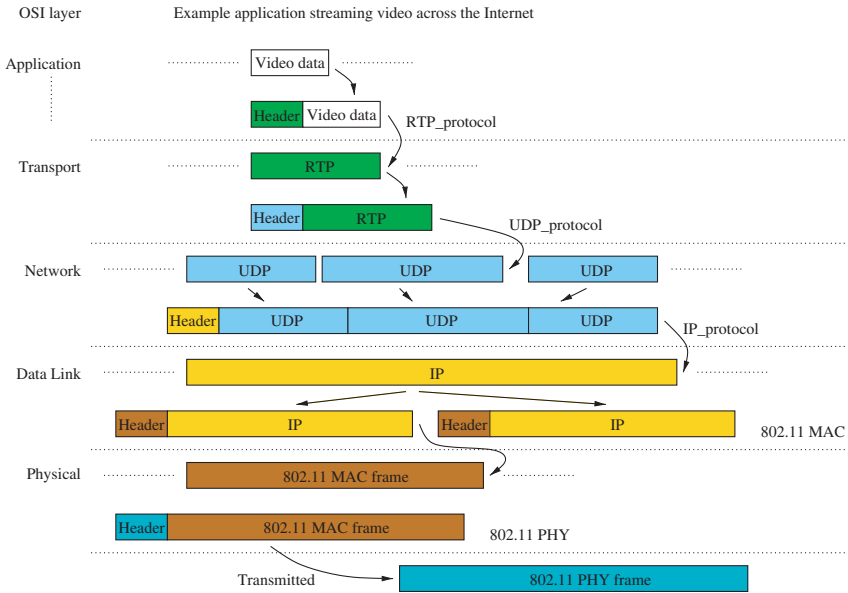 OSI layer Example application streaming video across the Internet
Application Video data
Header Video data
RTP_protocol
Transport RTP
Header RTP
UDP_protocol
Network UDP UDP UDP
Header UDP UDP UDP
IP_protocol
Data Link IP
Header IP Header IP
802.11 MAC
Physical 802.11 MAC frame
Header 802.11 MAC frame
802.11 PHY
Transmitted 802.11 PHY frame